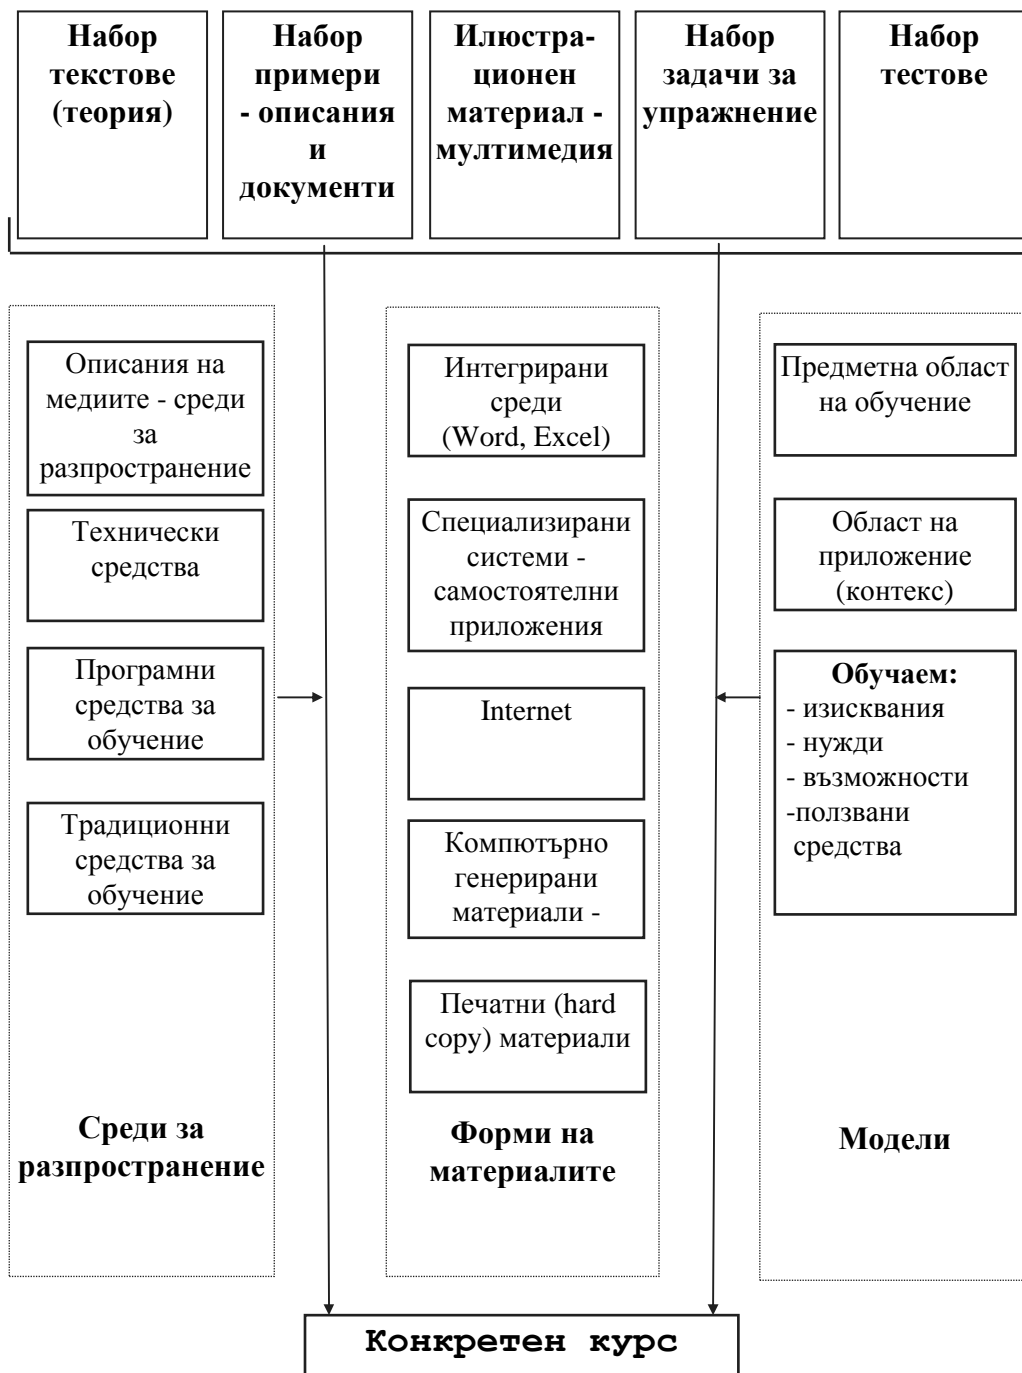 Набор
текстове
(теория)
Набор
примери
- описания
и
документи
Илюстра-
ционен
материал -
мултимедия
Набор
задачи за
упражнение
Набор
тестове
Описания на
медиите - среди
за
разпространение
Технически
средства
Програмни
средства за
обучение
Традиционни
средства за
обучение
Среди за
разпространение
Интегрирани
среди
(Word, Excel)
Специализирани
системи -
самостоятелни
приложения
Internet
Компютърно
генерирани
материали -
Печатни (hard
copy) материали
Форми на
материалите
Предметна област
на обучение
Област на
приложение
(контекс)
Обучаем:
- изисквания
- нужди
- възможности
-ползвани
средства
Модели
Конкретен курс